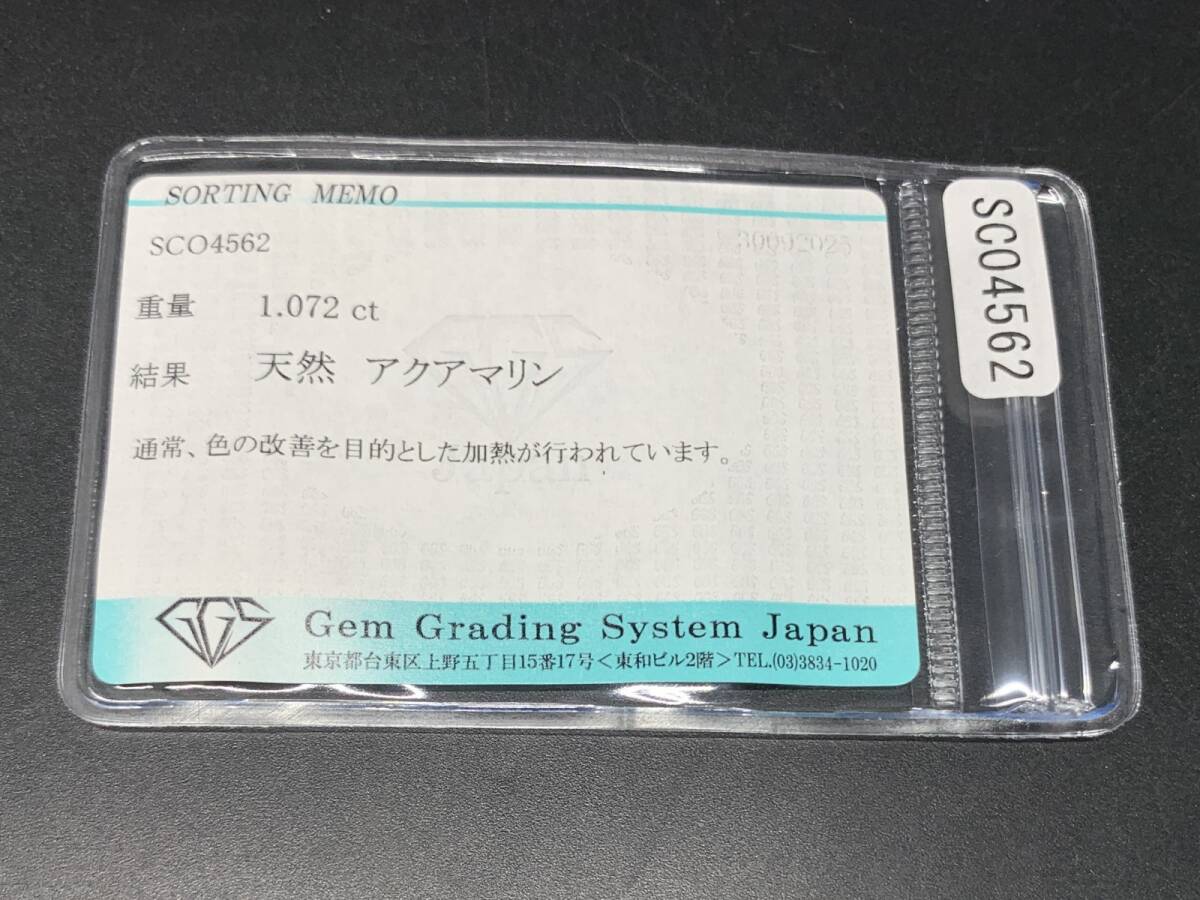 SORTING MEMO
SCO4562
30092025
重量 1.072 ct
結果 天然 アクアマリン
通常、色の改善を目的とした加熱が行われています。
GGS
Gem Grading System Japan
東京都台東区上野五丁目15番17号<東和ビル2階>TEL.(03)3834-1020
SCO4562